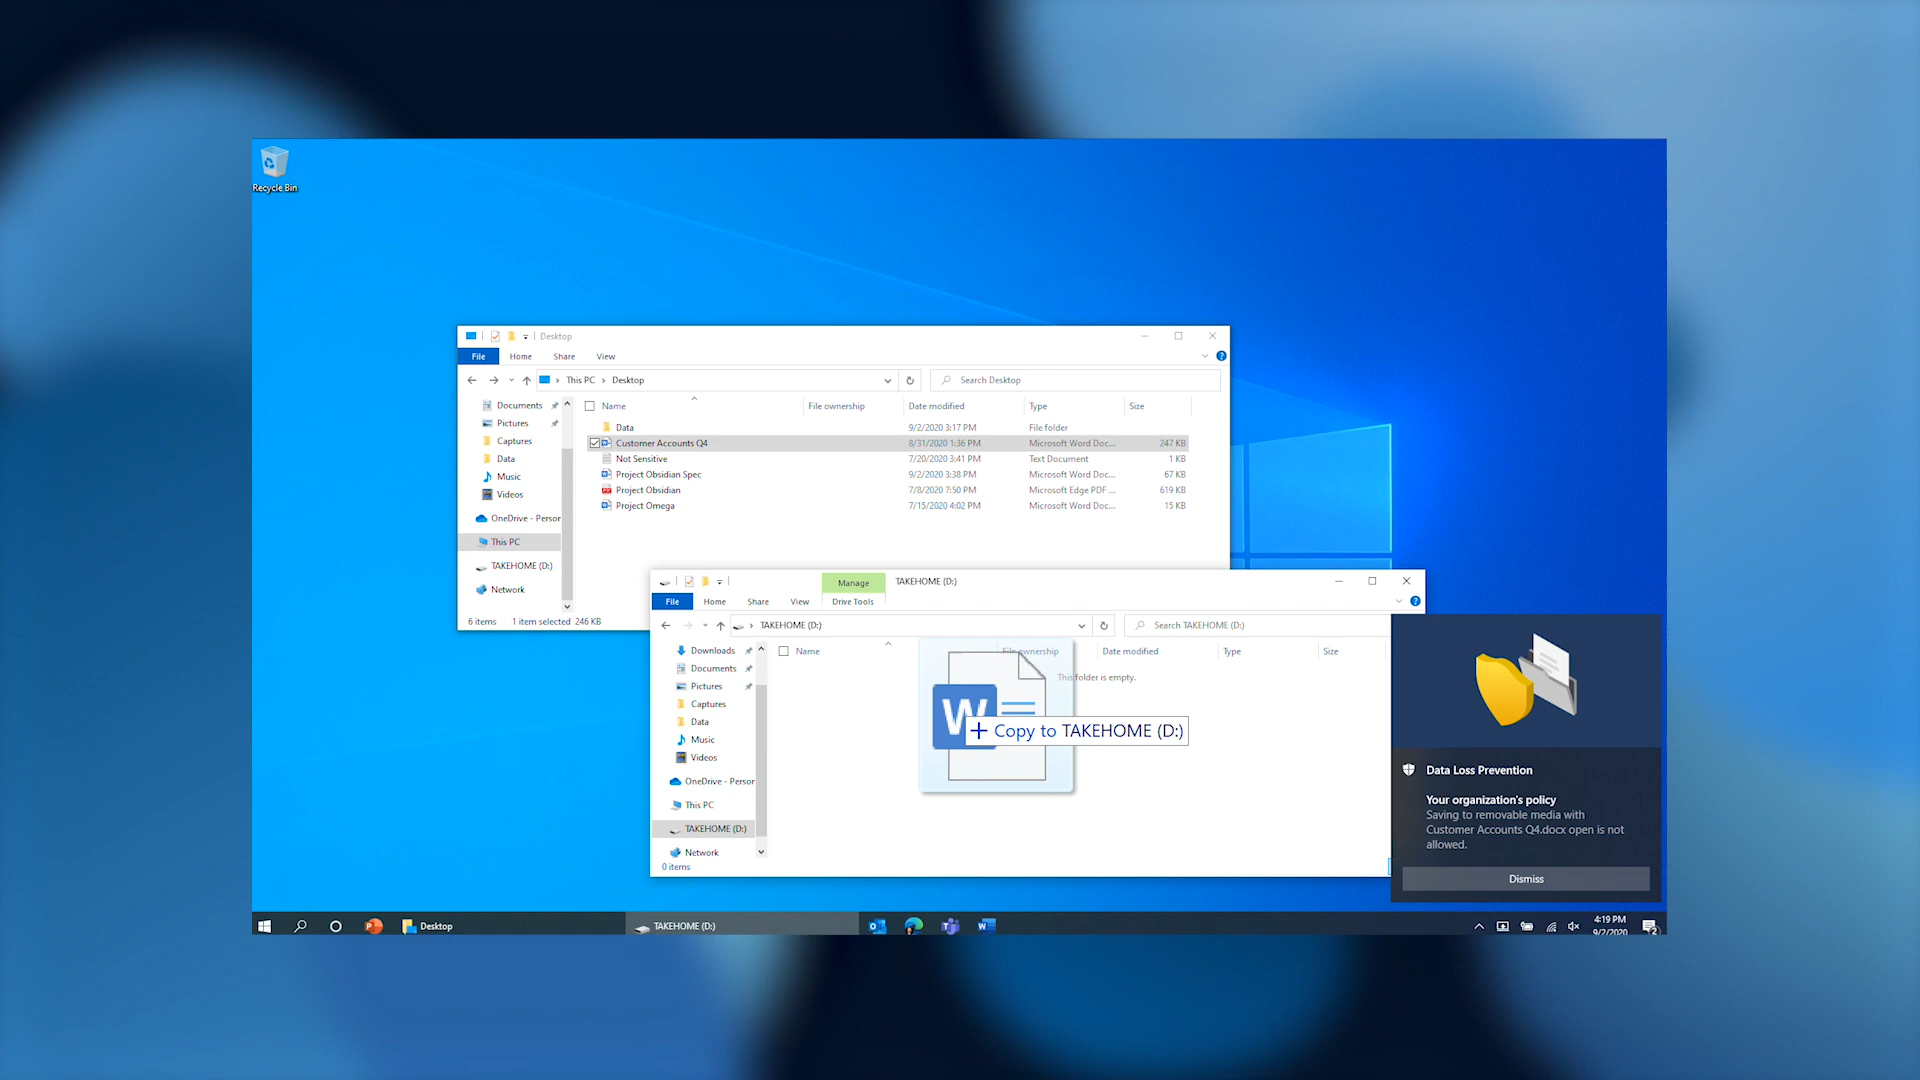 Recycle Bin
Desktop
File Home Share View
This PC > Desktop
Search Desktop
Name File ownership Date modified Type Size
Documents
Pictures
Captures
Data
Music
Videos
OneDrive - Person
This PC
TAKEHOME (D:)
Network
Data 9/2/2020 3:17 PM File folder
Customer Accounts Q4 8/31/2020 1:36 PM Microsoft Word Doc... 247 KB
Not Sensitive 7/20/2020 3:41 PM Text Document 1 KB
Project Obsidian Spec 9/2/2020 3:38 PM Microsoft Word Doc... 67 KB
Project Obsidian 7/8/2020 7:50 PM Microsoft Edge PDF ... 619 KB
Project Omega 7/15/2020 4:02 PM Microsoft Word Doc... 15 KB
6 items 1 item selected 246 KB
Manage TAKEHOME (D:)
File Home Share View Drive Tools
TAKEHOME (D:)
Search TAKEHOME (D:)
Name File ownership Date modified Type Size
This folder is empty.
Downloads
Documents
Pictures
Captures
Data
Music
Videos
OneDrive - Person
This PC
TAKEHOME (D:)
Network
0 items
W
+ Copy to TAKEHOME (D:)
Data Loss Prevention
Your organization's policy
Saving to removable media with
Customer Accounts Q4.docx open is not
allowed.
Dismiss
Desktop
TAKEHOME (D:)
4:19 PM
9/2/2020
2